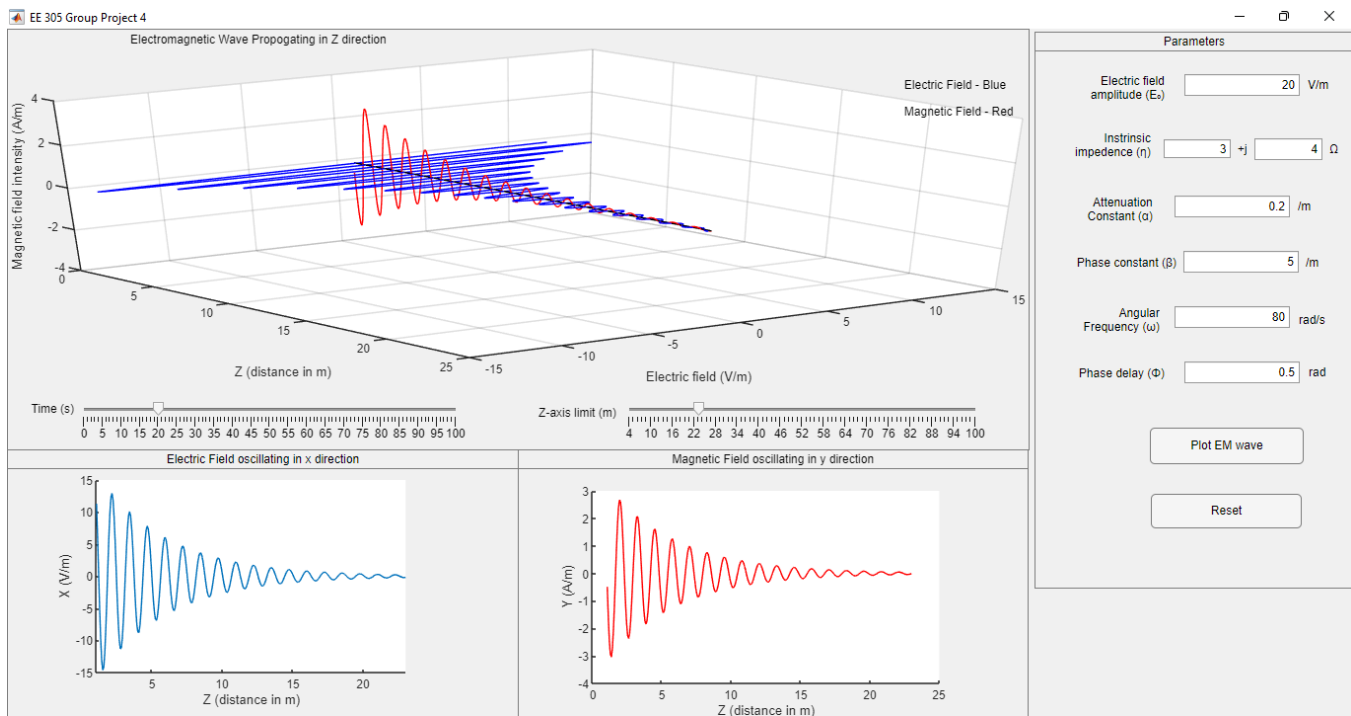 EE 305 Group Project 4
Electromagnetic Wave Propogating in Z direction
Electric Field - Blue
Magnetic Field - Red
Magnetic field intensity (A/m)
4
2
0
-2
-4
0
5
10
15
20
25
Z (distance in m)
-15
-10
-5
0
5
10
15
Electric field (V/m)
Time (s)
0 5 10 15 20 25 30 35 40 45 50 55 60 65 70 75 80 85 90 95 100
Z-axis limit (m)
4 10 16 22 28 34 40 46 52 58 64 70 76 82 88 94 100
Electric Field oscillating in x direction
X (V/m)
15
10
5
0
-5
-10
-15
5 10 15 20
Z (distance in m)
Magnetic Field oscillating in y direction
Y (A/m)
3
2
1
0
-1
-2
-3
-4
0 5 10 15 20 25
Z (distance in m)
Parameters
Electric field
amplitude (E₀) 20 V/m
Instrinsic
impedence (η) 3 +j 4 Ω
Attenuation
Constant (α) 0.2 /m
Phase constant (β) 5 /m
Angular
Frequency (ω) 80 rad/s
Phase delay (Φ) 0.5 rad
Plot EM wave
Reset